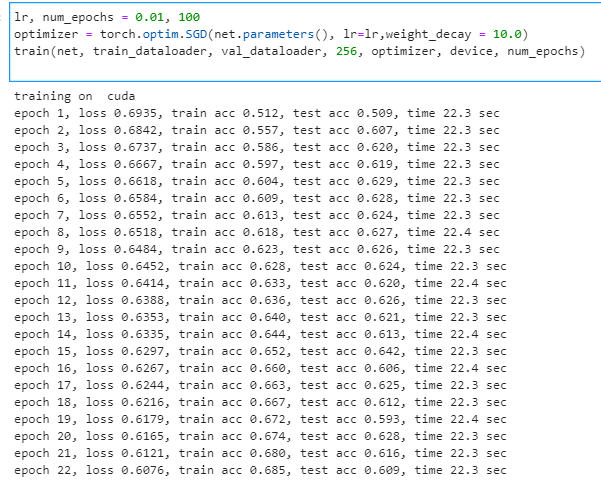 lr, num_epochs = 0.01, 100
optimizer = torch.optim.SGD(net.parameters(), lr=lr,weight_decay = 10.0)
train(net, train_dataloader, val_dataloader, 256, optimizer, device, num_epochs)
training on  cuda
epoch 1, loss 0.6935, train acc 0.512, test acc 0.509, time 22.3 sec
epoch 2, loss 0.6842, train acc 0.557, test acc 0.607, time 22.3 sec
epoch 3, loss 0.6737, train acc 0.586, test acc 0.620, time 22.3 sec
epoch 4, loss 0.6667, train acc 0.597, test acc 0.619, time 22.3 sec
epoch 5, loss 0.6618, train acc 0.604, test acc 0.629, time 22.3 sec
epoch 6, loss 0.6584, train acc 0.609, test acc 0.628, time 22.3 sec
epoch 7, loss 0.6552, train acc 0.613, test acc 0.624, time 22.3 sec
epoch 8, loss 0.6518, train acc 0.618, test acc 0.627, time 22.4 sec
epoch 9, loss 0.6484, train acc 0.623, test acc 0.626, time 22.3 sec
epoch 10, loss 0.6452, train acc 0.628, test acc 0.624, time 22.3 sec
epoch 11, loss 0.6414, train acc 0.633, test acc 0.620, time 22.4 sec
epoch 12, loss 0.6388, train acc 0.636, test acc 0.626, time 22.3 sec
epoch 13, loss 0.6353, train acc 0.640, test acc 0.621, time 22.3 sec
epoch 14, loss 0.6335, train acc 0.644, test acc 0.613, time 22.4 sec
epoch 15, loss 0.6297, train acc 0.652, test acc 0.642, time 22.3 sec
epoch 16, loss 0.6267, train acc 0.660, test acc 0.606, time 22.4 sec
epoch 17, loss 0.6244, train acc 0.663, test acc 0.625, time 22.3 sec
epoch 18, loss 0.6216, train acc 0.667, test acc 0.612, time 22.3 sec
epoch 19, loss 0.6179, train acc 0.672, test acc 0.593, time 22.4 sec
epoch 20, loss 0.6165, train acc 0.674, test acc 0.628, time 22.3 sec
epoch 21, loss 0.6121, train acc 0.680, test acc 0.616, time 22.3 sec
epoch 22, loss 0.6076, train acc 0.685, test acc 0.609, time 22.3 sec